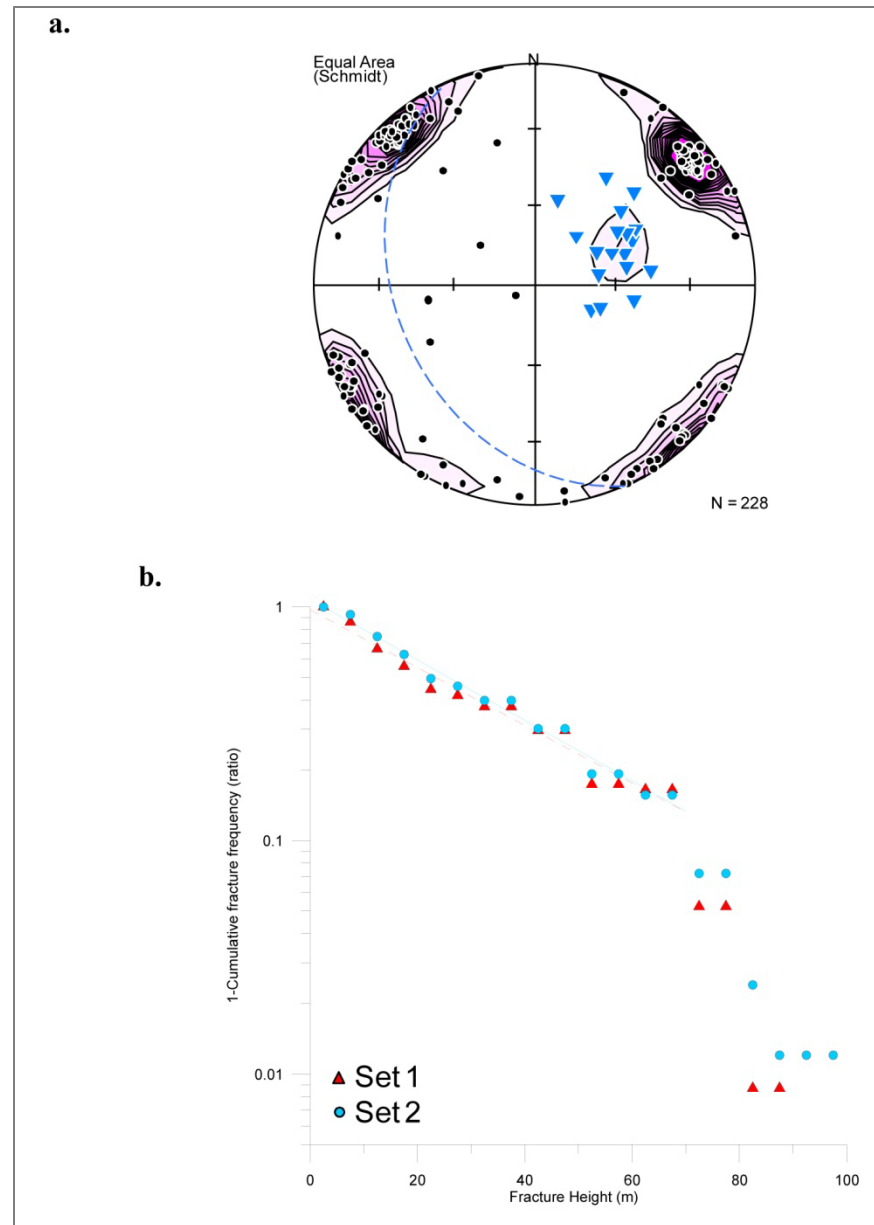 a.
Equal Area
(Schmidt)
N
N = 228
b.
1
0.1
0.01
1-Cumulative fracture frequency (ratio)
Set 1
Set 2
0
20
40
60
80
100
Fracture Height (m)